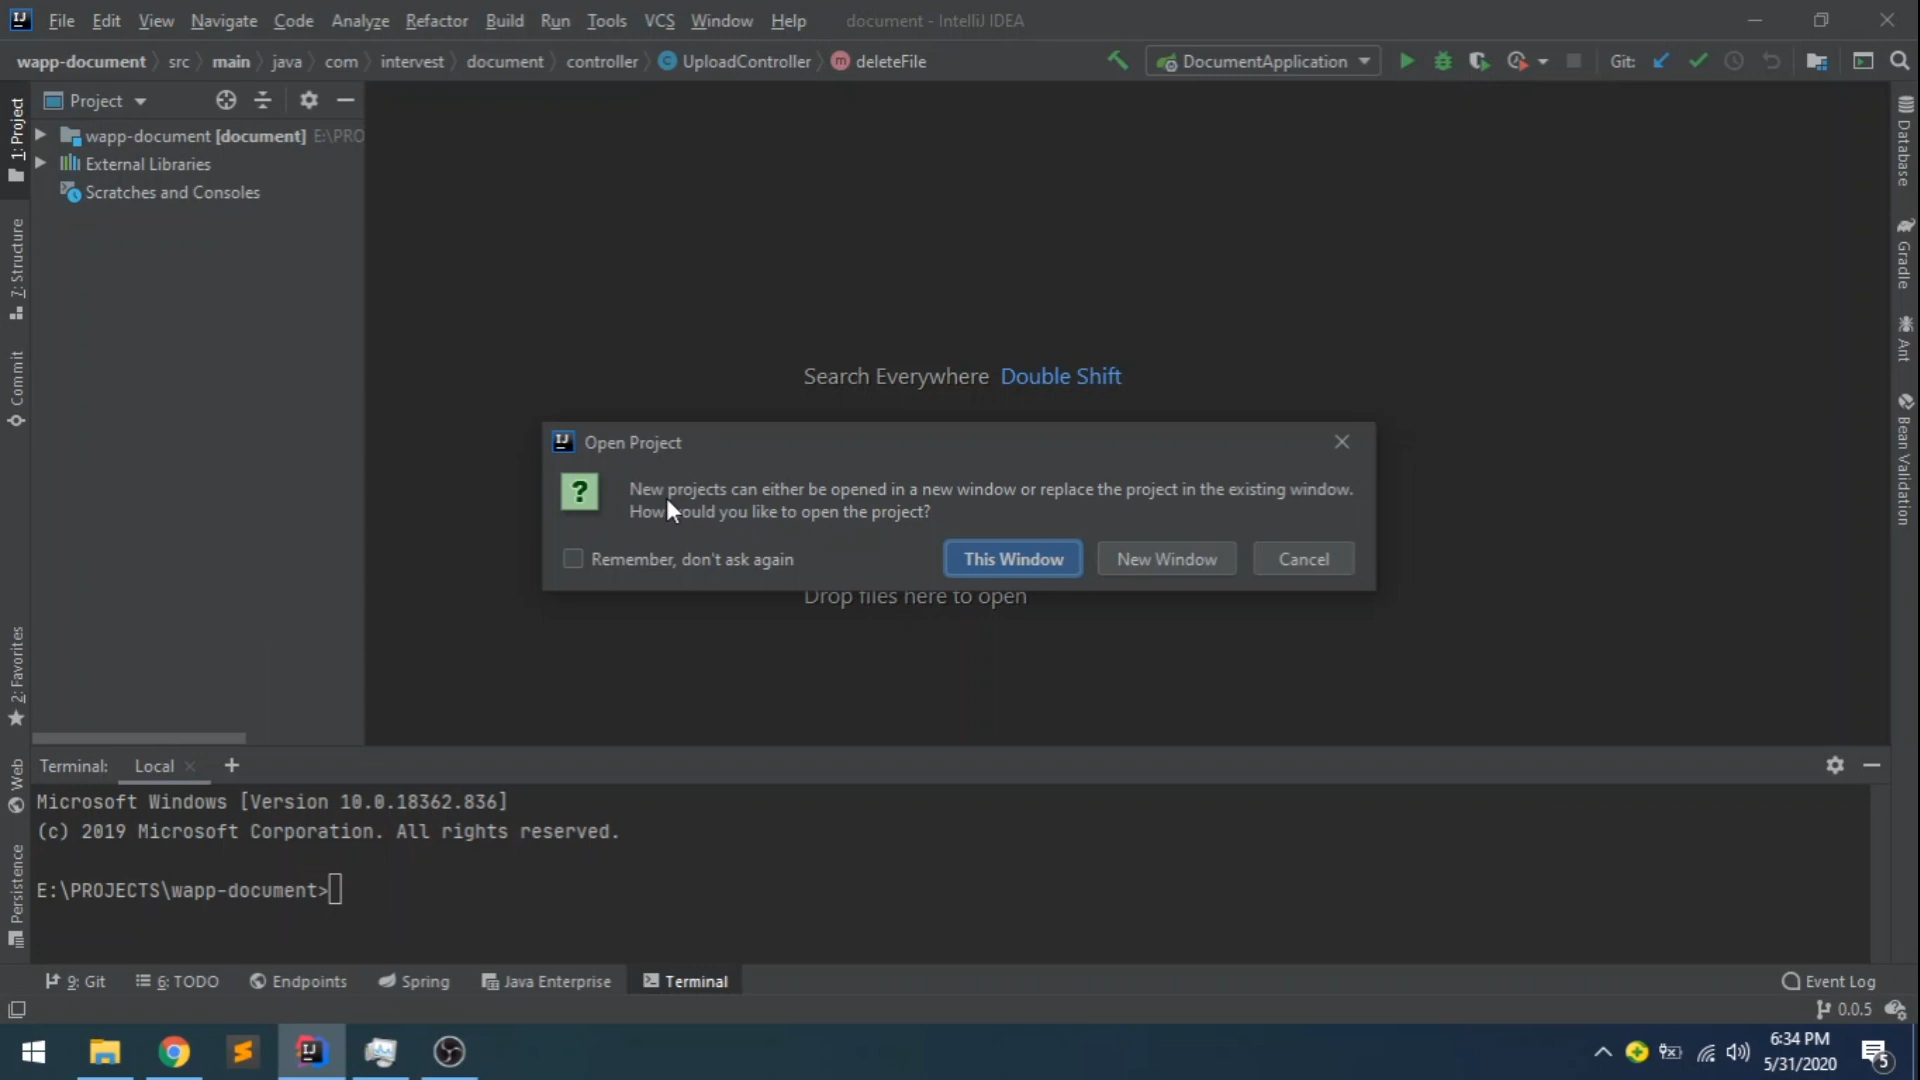 File Edit View Navigate Code Analyze Refactor Build Run Tools VCS Window Help document - IntelliJ IDEA
wapp-document src main java com intervest document controller UploadController deleteFile
DocumentApplication
Git:
Project
wapp-document [document] E:\PRO
External Libraries
Scratches and Consoles
1: Project
7: Structure
Commit
2: Favorites
Web
Persistence
Database
Gradle
Ant
Bean Validation
Search Everywhere Double Shift
Open Project
New projects can either be opened in a new window or replace the project in the existing window.
How would you like to open the project?
Remember, don't ask again
This Window
New Window
Cancel
Drop files here to open
Terminal: Local
Microsoft Windows [Version 10.0.18362.836]
(c) 2019 Microsoft Corporation. All rights reserved.
E:\PROJECTS\wapp-document>
9: Git 6: TODO Endpoints Spring Java Enterprise Terminal Event Log
0.0.5
6:34 PM
5/31/2020
5